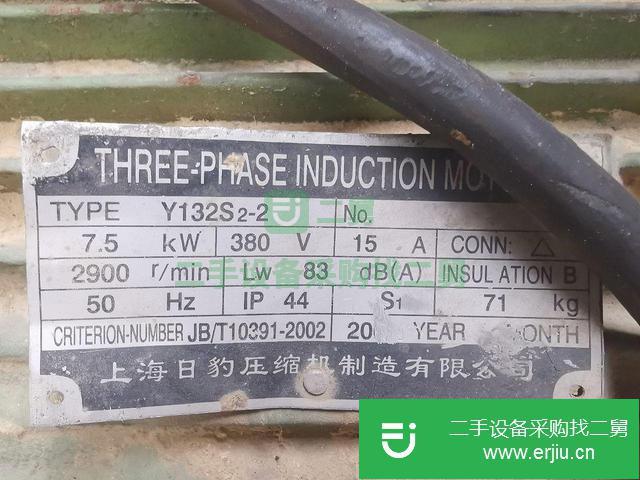 THREE-PHASE INDUCTION MO
TYPE Y132S2-2 No.
7.5 kW 380 V 15 A CONN: △
2900 r/min Lw 83 dB(A) INSULATION B
50 Hz IP 44 S1 71 kg
CRITERION-NUMBER JB/T10391-2002 20 YEAR MONTH
上海日豹压缩机制造有限公司
二舅
二手设备采购找二舅
二手设备采购找二舅
www.erjiu.cn